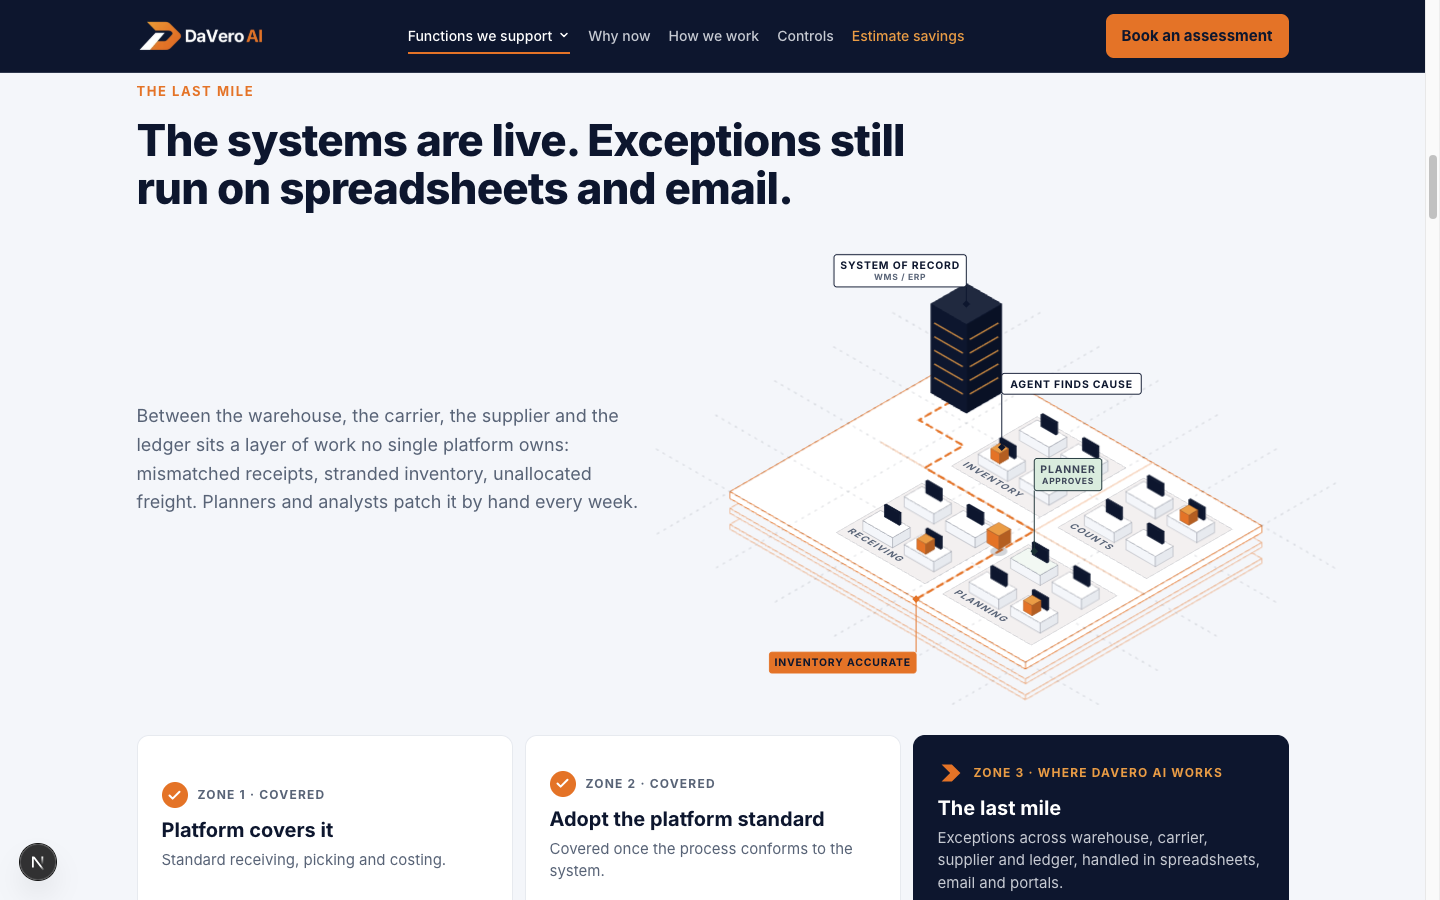 DaVero AI
Functions we support
Why now
How we work
Controls
Estimate savings
Book an assessment
THE LAST MILE
The systems are live. Exceptions still
run on spreadsheets and email.
SYSTEM OF RECORD
WMS / ERP
AGENT FINDS CAUSE
Between the warehouse, the carrier, the supplier and the
ledger sits a layer of work no single platform owns:
mismatched receipts, stranded inventory, unallocated
freight. Planners and analysts patch it by hand every week.
PLANNER
APPROVES
INVENTORY
RECEIVING
COUNTS
PLANNING
INVENTORY ACCURATE
ZONE 1 · COVERED
Platform covers it
Standard receiving, picking and costing.
ZONE 2 · COVERED
Adopt the platform standard
Covered once the process conforms to the
system.
ZONE 3 · WHERE DAVERO AI WORKS
The last mile
Exceptions across warehouse, carrier,
supplier and ledger, handled in spreadsheets,
email and portals.
N